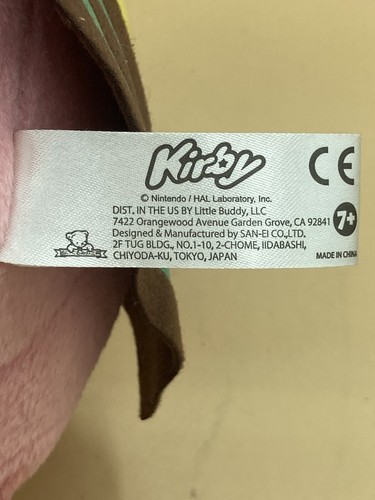 Kirby
CE
© Nintendo / HAL Laboratory, Inc.
DIST. IN THE US BY Little Buddy, LLC
7422 Orangewood Avenue Garden Grove, CA 92841
7+
Designed & Manufactured by SAN-EI CO.,LTD.
2F TUG BLDG., NO.1-10, 2-CHOME, IIDABASHI,
CHIYODA-KU, TOKYO, JAPAN
MADE IN CHINA